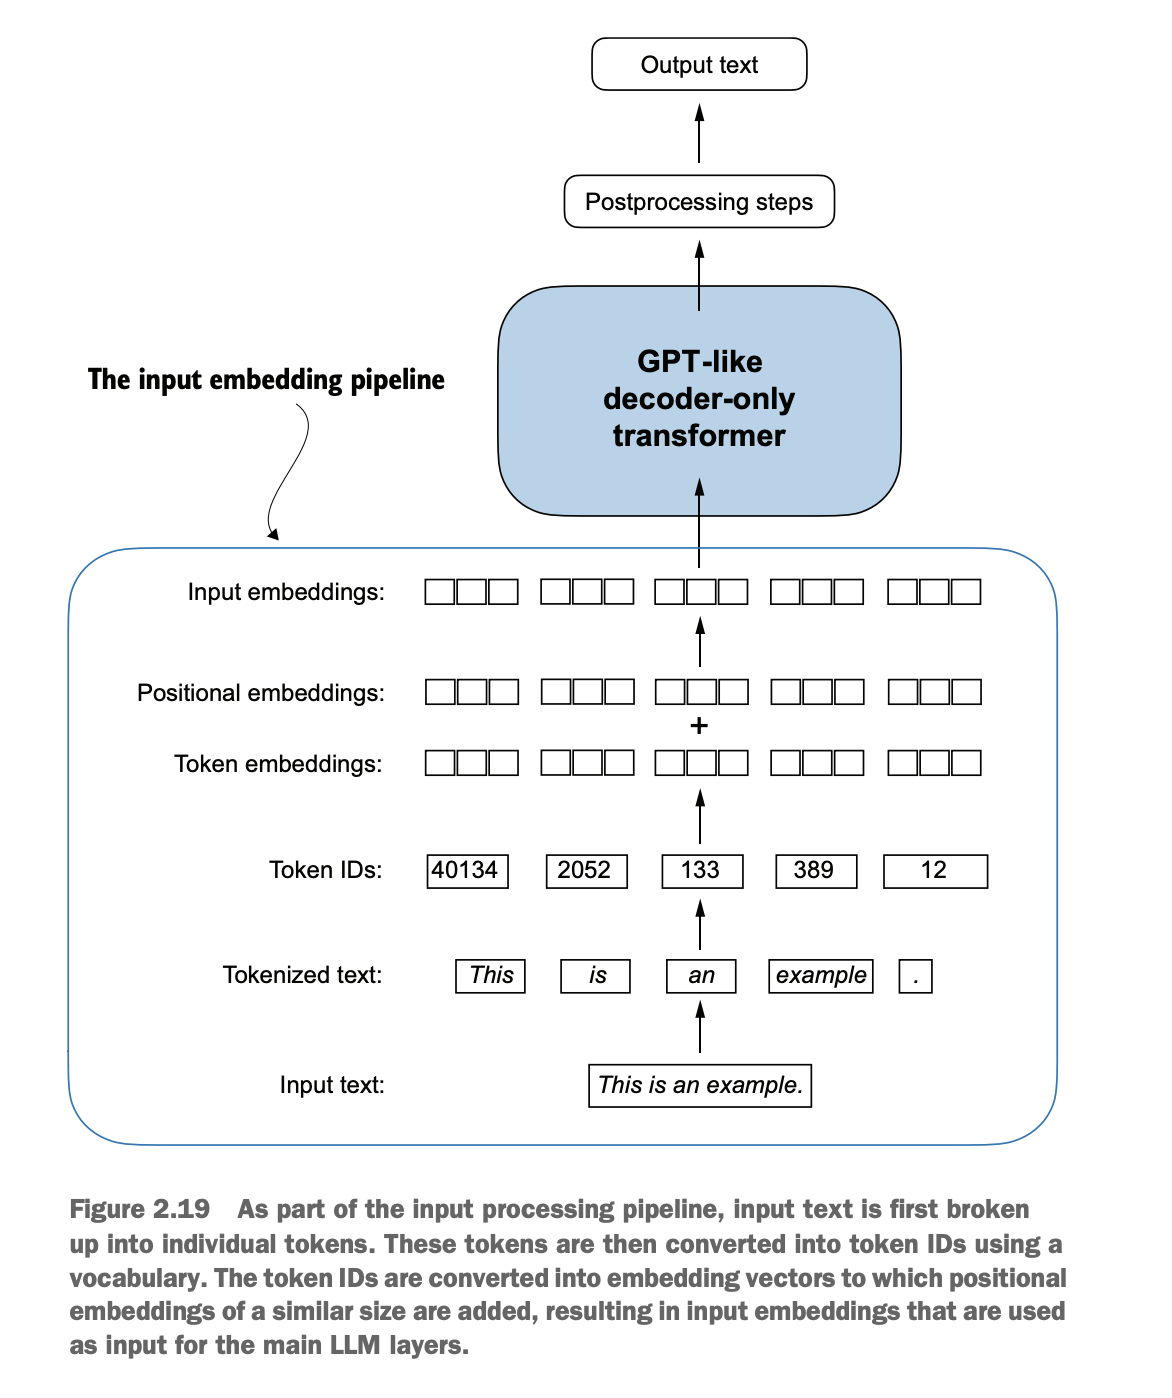 Output text
Postprocessing steps
GPT-like
decoder-only
transformer
The input embedding pipeline
Input embeddings:
Positional embeddings:
+
Token embeddings:
Token IDs: 40134 2052 133 389 12
Tokenized text: This is an example .
Input text: This is an example.
Figure 2.19 As part of the input processing pipeline, input text is first broken
up into individual tokens. These tokens are then converted into token IDs using a
vocabulary. The token IDs are converted into embedding vectors to which positional
embeddings of a similar size are added, resulting in input embeddings that are used
as input for the main LLM layers.